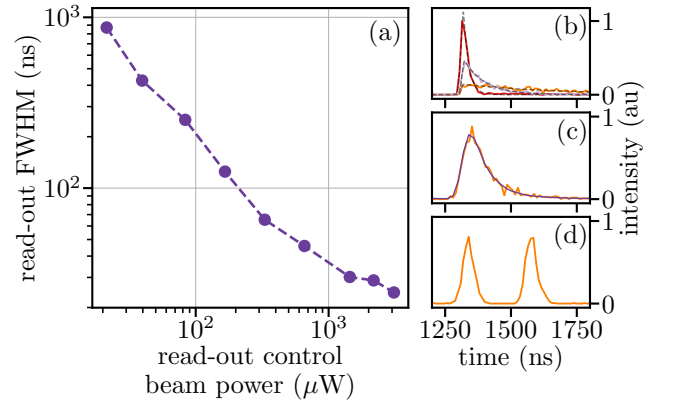 10³
10²
read-out FWHM (ns)
(a)
10²
10³
read-out control
beam power (μW)
(b)
1
0
(c)
1
0
(d)
1
0
intensity (au)
1250
1500
1750
time (ns)